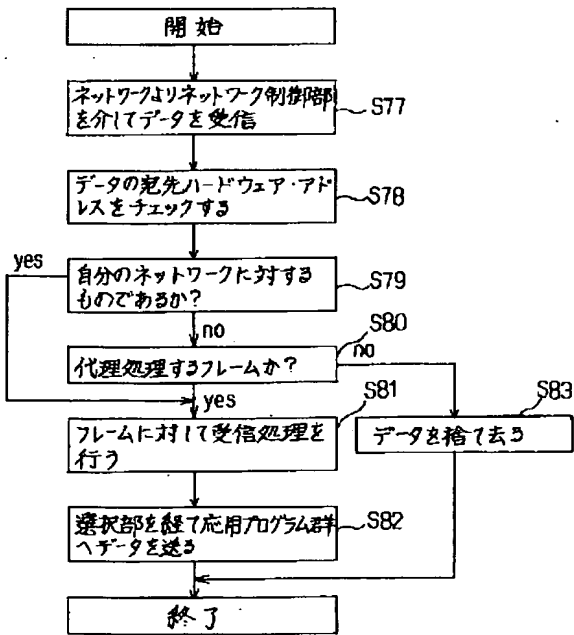 開始
ネットワークよりネットワーク制御部
を介してデータを受信
S77
データの宛先ハードウェア・アド
レスをチェックする
S78
yes
自分のネットワークに対する
ものであるか?
S79
no
S80
代理処理するフレームか?
no
yes
S81
フレームに対して受信処理を
行う
S83
データを捨て去る
選択部を経て応用プログラム群
へデータを送る
S82
終了